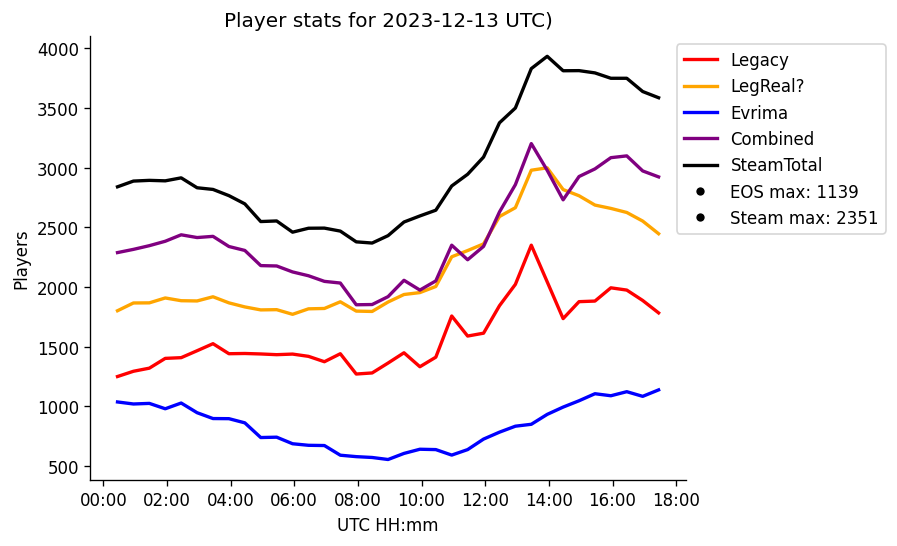 Player stats for 2023-12-13 UTC)
4000
3500
3000
2500
2000
1500
1000
500
Players
00:00 02:00 04:00 06:00 08:00 10:00 12:00 14:00 16:00 18:00
UTC HH:mm
Legacy
LegReal?
Evrima
Combined
SteamTotal
EOS max: 1139
Steam max: 2351